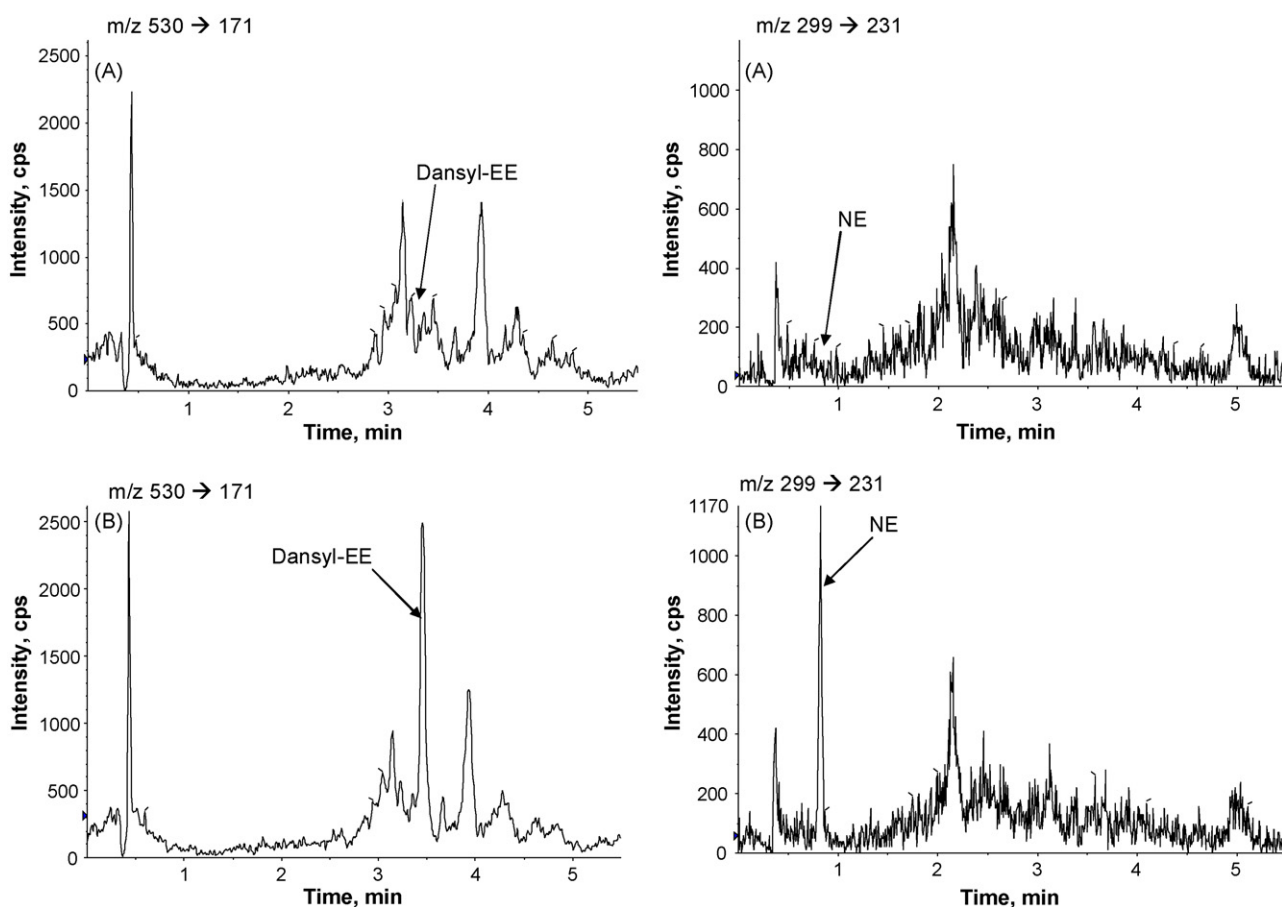 m/z 530 → 171
(A)
Intensity, cps
2500
2000
1500
1000
500
0
Dansyl-EE
1 2 3 4 5
Time, min
m/z 299 → 231
(A)
Intensity, cps
1000
800
600
400
200
0
NE
1 2 3 4 5
Time, min
m/z 530 → 171
(B)
Intensity, cps
2500
2000
1500
1000
500
0
Dansyl-EE
1 2 3 4 5
Time, min
m/z 299 → 231
(B)
Intensity, cps
1170
1000
800
600
400
200
0
NE
1 2 3 4 5
Time, min